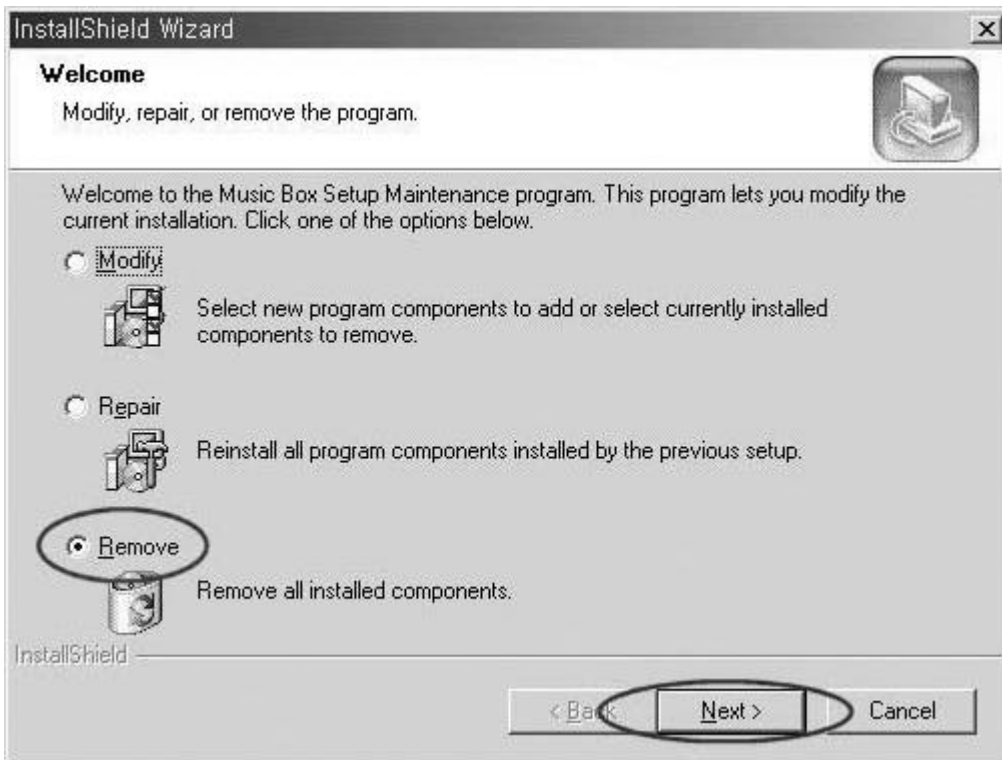 InstallShield Wizard
Welcome
Modify, repair, or remove the program.
Welcome to the Music Box Setup Maintenance program. This program lets you modify the
current installation. Click one of the options below.
Modify
Select new program components to add or select currently installed
components to remove.
Repair
Reinstall all program components installed by the previous setup.
Remove
Remove all installed components.
InstallShield
< Back
Next >
Cancel